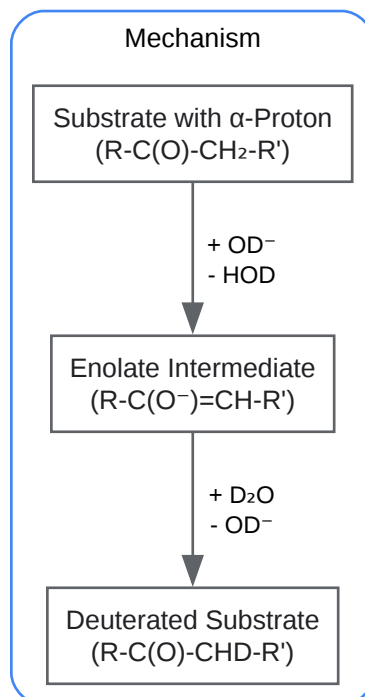 Mechanism
Substrate with α-Proton
(R-C(O)-CH₂-R')
+ OD⁻
- HOD
Enolate Intermediate
(R-C(O⁻)=CH-R')
+ D₂O
- OD⁻
Deuterated Substrate
(R-C(O)-CHD-R')